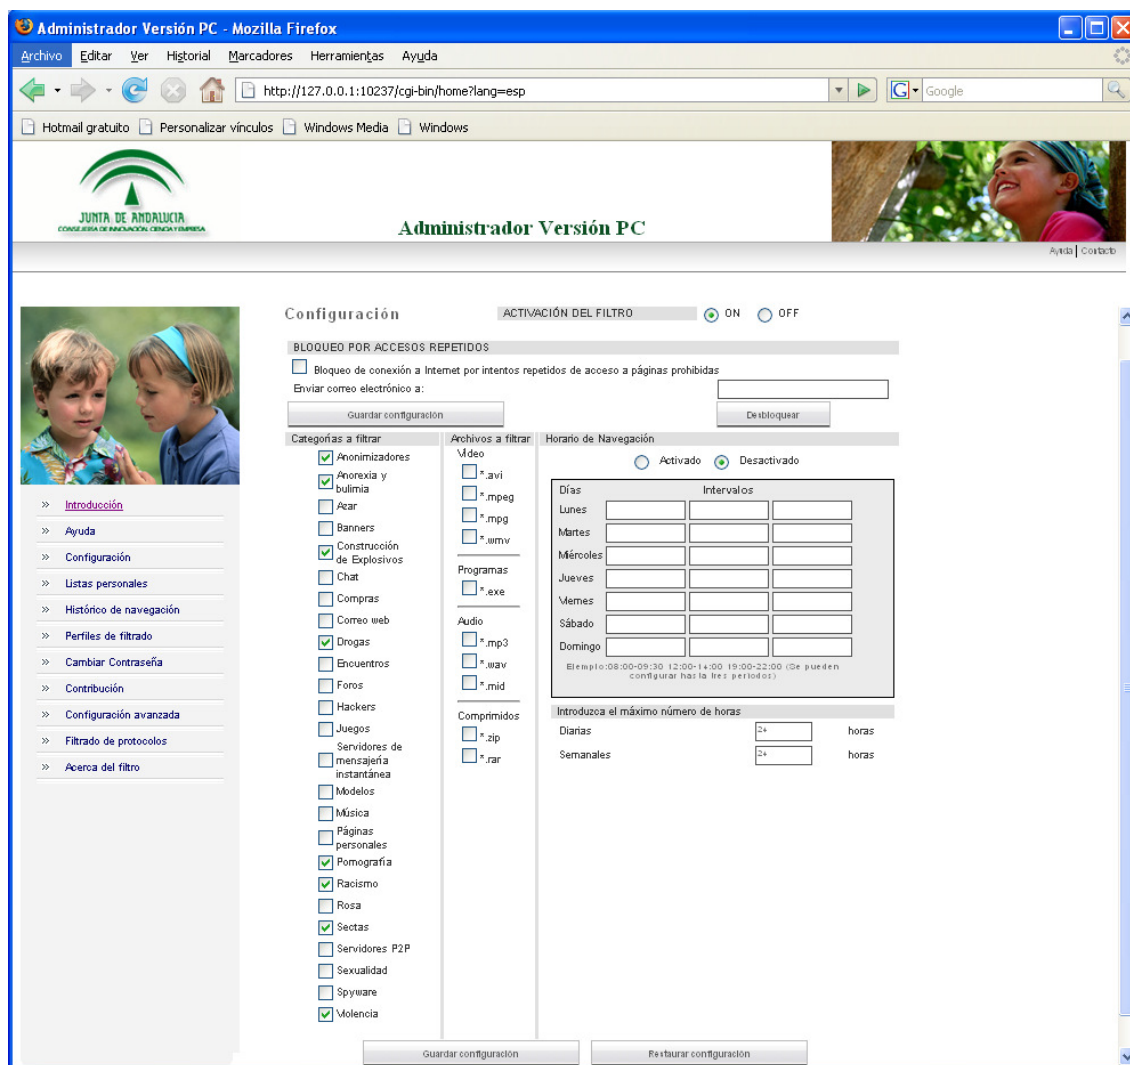 Administrador Versión PC - Mozilla Firefox
Archivo Editar Ver Historial Marcadores Herramientas Ayuda
http://127.0.0.1:10237/cgi-bin/home?lang=esp
G Google
Hotmail gratuito Personalizar vínculos Windows Media Windows
JUNTA DE ANDALUCIA
CONSEJERIA DE INNOVACIÓN, CIENCIA Y EMPRESA
Administrador Versión PC
Ayuda | Contacto
Configuración
ACTIVACIÓN DEL FILTRO ON OFF
BLOQUEO POR ACCESOS REPETIDOS
Bloqueo de conexión a Internet por intentos repetidos de acceso a páginas prohibidas
Enviar correo electrónico a:
Guardar configuración Desbloquear
» Introducción
» Ayuda
» Configuración
» Listas personales
» Histórico de navegación
» Perfiles de filtrado
» Cambiar Contraseña
» Contribución
» Configuración avanzada
» Filtrado de protocolos
» Acerca del filtro
Categorías a filtrar
Anonimizadores
Anorexia y
bulimia
Azar
Banners
Construcción
de Explosivos
Chat
Compras
Correo web
Drogas
Encuentros
Foros
Hackers
Juegos
Servidores de
mensajería
instantánea
Modelos
Música
Páginas
personales
Pornografía
Racismo
Rosa
Sectas
Servidores P2P
Sexualidad
Spyware
Violencia
Archivos a filtrar
Video
*.avi
*.mpeg
*.mpg
*.wmv
Programas
*.exe
Audio
*.mp3
*.wav
*.mid
Comprimidos
*.zip
*.rar
Horario de Navegación
Activado Desactivado
Días Intervalos
Lunes
Martes
Miércoles
Jueves
Viernes
Sábado
Domingo
Ejemplo:08:00-09:30 12:00-14:00 19:00-22:00 (Se pueden
configurar hasta tres periodos)
Introduzca el máximo número de horas
Diarias 24 horas
Semanales 24 horas
Guardar configuración Restaurar configuración